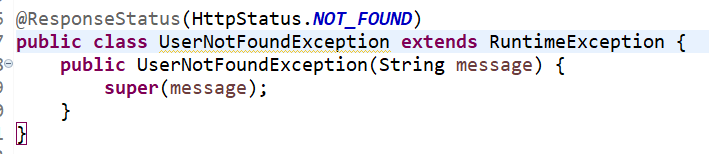 @ResponseStatus(HttpStatus.NOT_FOUND)
public class UserNotFoundException extends RuntimeException {
    public UserNotFoundException(String message) {
        super(message);
    }
}